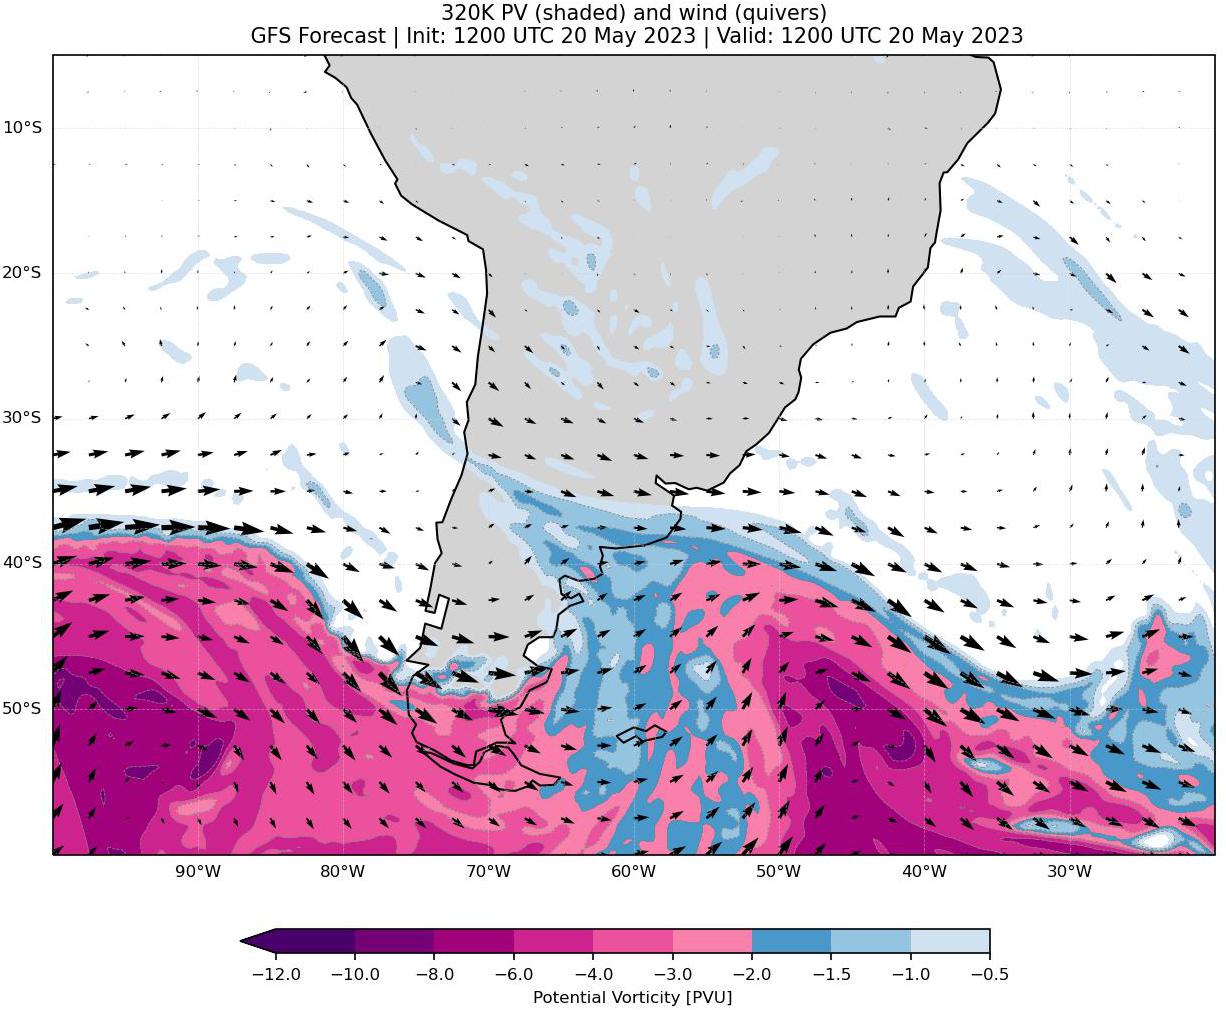 320K PV (shaded) and wind (quivers)
GFS Forecast | Init: 1200 UTC 20 May 2023 | Valid: 1200 UTC 20 May 2023
10°S
20°S
30°S
40°S
50°S
90°W 80°W 70°W 60°W 50°W 40°W 30°W
−12.0 −10.0 −8.0 −6.0 −4.0 −3.0 −2.0 −1.5 −1.0 −0.5
Potential Vorticity [PVU]